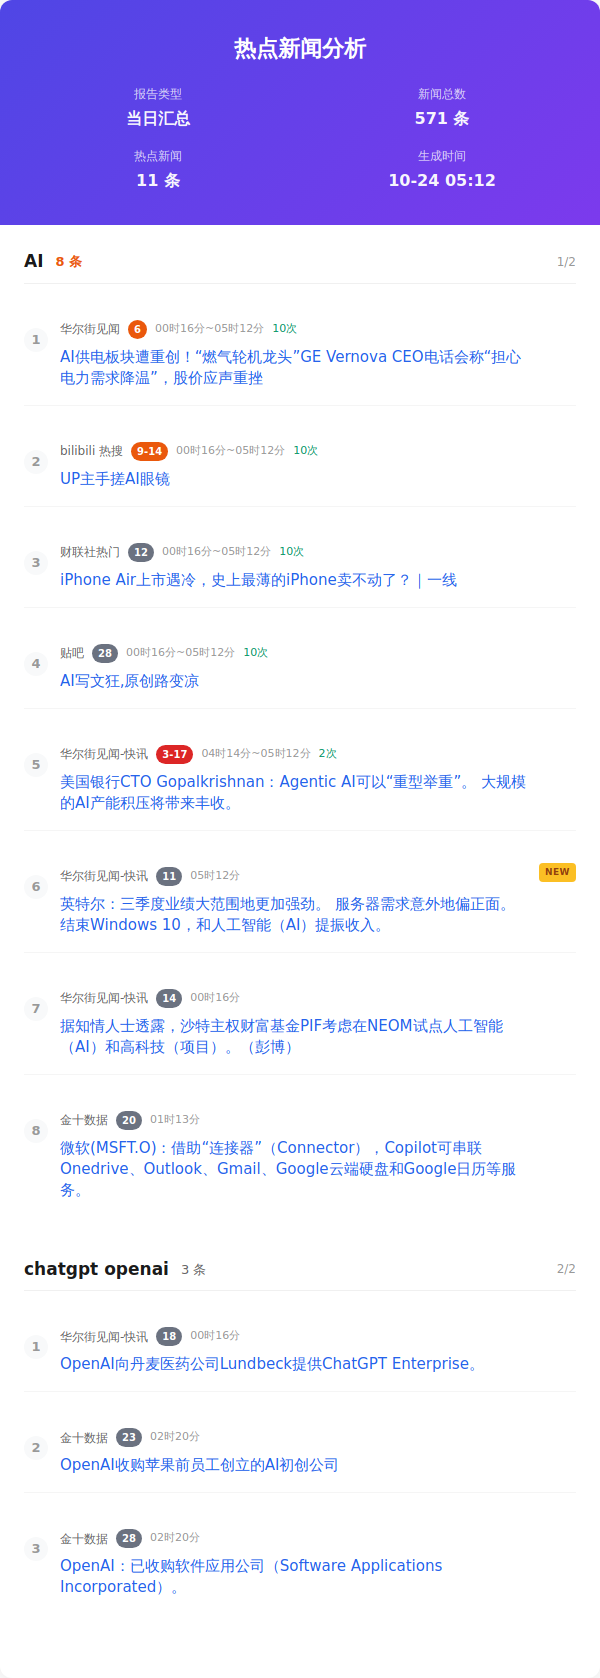 热点新闻分析
报告类型
新闻总数
当日汇总
571 条
热点新闻
生成时间
11 条
10-24 05:12
AI 8 条 1/2
1
华尔街见闻 6 00时16分~05时12分 10次
AI供电板块遭重创！“燃气轮机龙头”GE Vernova CEO电话会称“担心
电力需求降温”，股价应声重挫
2
bilibili 热搜 9-14 00时16分~05时12分 10次
UP主手搓AI眼镜
3
财联社热门 12 00时16分~05时12分 10次
iPhone Air上市遇冷，史上最薄的iPhone卖不动了？｜一线
4
贴吧 28 00时16分~05时12分 10次
AI写文狂,原创路变凉
5
华尔街见闻-快讯 3-17 04时14分~05时12分 2次
美国银行CTO Gopalkrishnan：Agentic AI可以“重型举重”。 大规模
的AI产能积压将带来丰收。
6
华尔街见闻-快讯 11 05时12分 NEW
英特尔：三季度业绩大范围地更加强劲。 服务器需求意外地偏正面。
结束Windows 10，和人工智能（AI）提振收入。
7
华尔街见闻-快讯 14 00时16分
据知情人士透露，沙特主权财富基金PIF考虑在NEOM试点人工智能
（AI）和高科技（项目）。（彭博）
8
金十数据 20 01时13分
微软(MSFT.O)：借助“连接器”（Connector），Copilot可串联
Onedrive、Outlook、Gmail、Google云端硬盘和Google日历等服
务。
chatgpt openai 3 条 2/2
1
华尔街见闻-快讯 18 00时16分
OpenAI向丹麦医药公司Lundbeck提供ChatGPT Enterprise。
2
金十数据 23 02时20分
OpenAI收购苹果前员工创立的AI初创公司
3
金十数据 28 02时20分
OpenAI：已收购软件应用公司（Software Applications
Incorporated）。